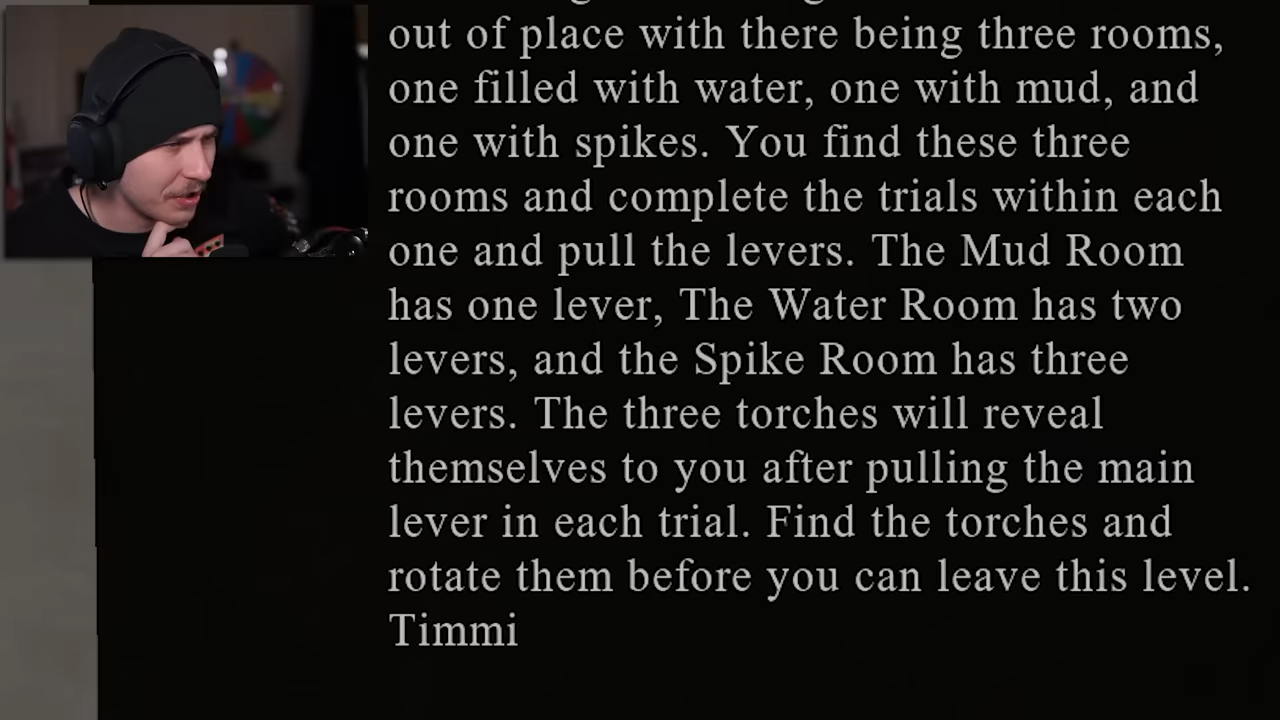 out of place with there being three rooms,
one filled with water, one with mud, and
one with spikes. You find these three
rooms and complete the trials within each
one and pull the levers. The Mud Room
has one lever, The Water Room has two
levers, and the Spike Room has three
levers. The three torches will reveal
themselves to you after pulling the main
lever in each trial. Find the torches and
rotate them before you can leave this level.
Timmi